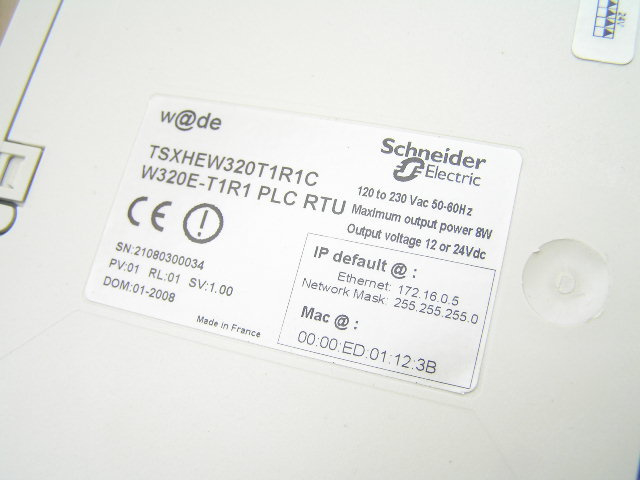 24V
w@de
Schneider
Electric
TSXHEW320T1R1C
W320E-T1R1 PLC RTU
120 to 230 Vac 50-60Hz
Maximum output power 8W
Output voltage 12 or 24Vdc
CE
SN:21080300034
PV:01 RL:01 SV:1.00
DOM:01-2008
Made in France
IP default @ :
Ethernet: 172.16.0.5
Network Mask: 255.255.255.0
Mac @ :
00:00:ED:01:12:3B